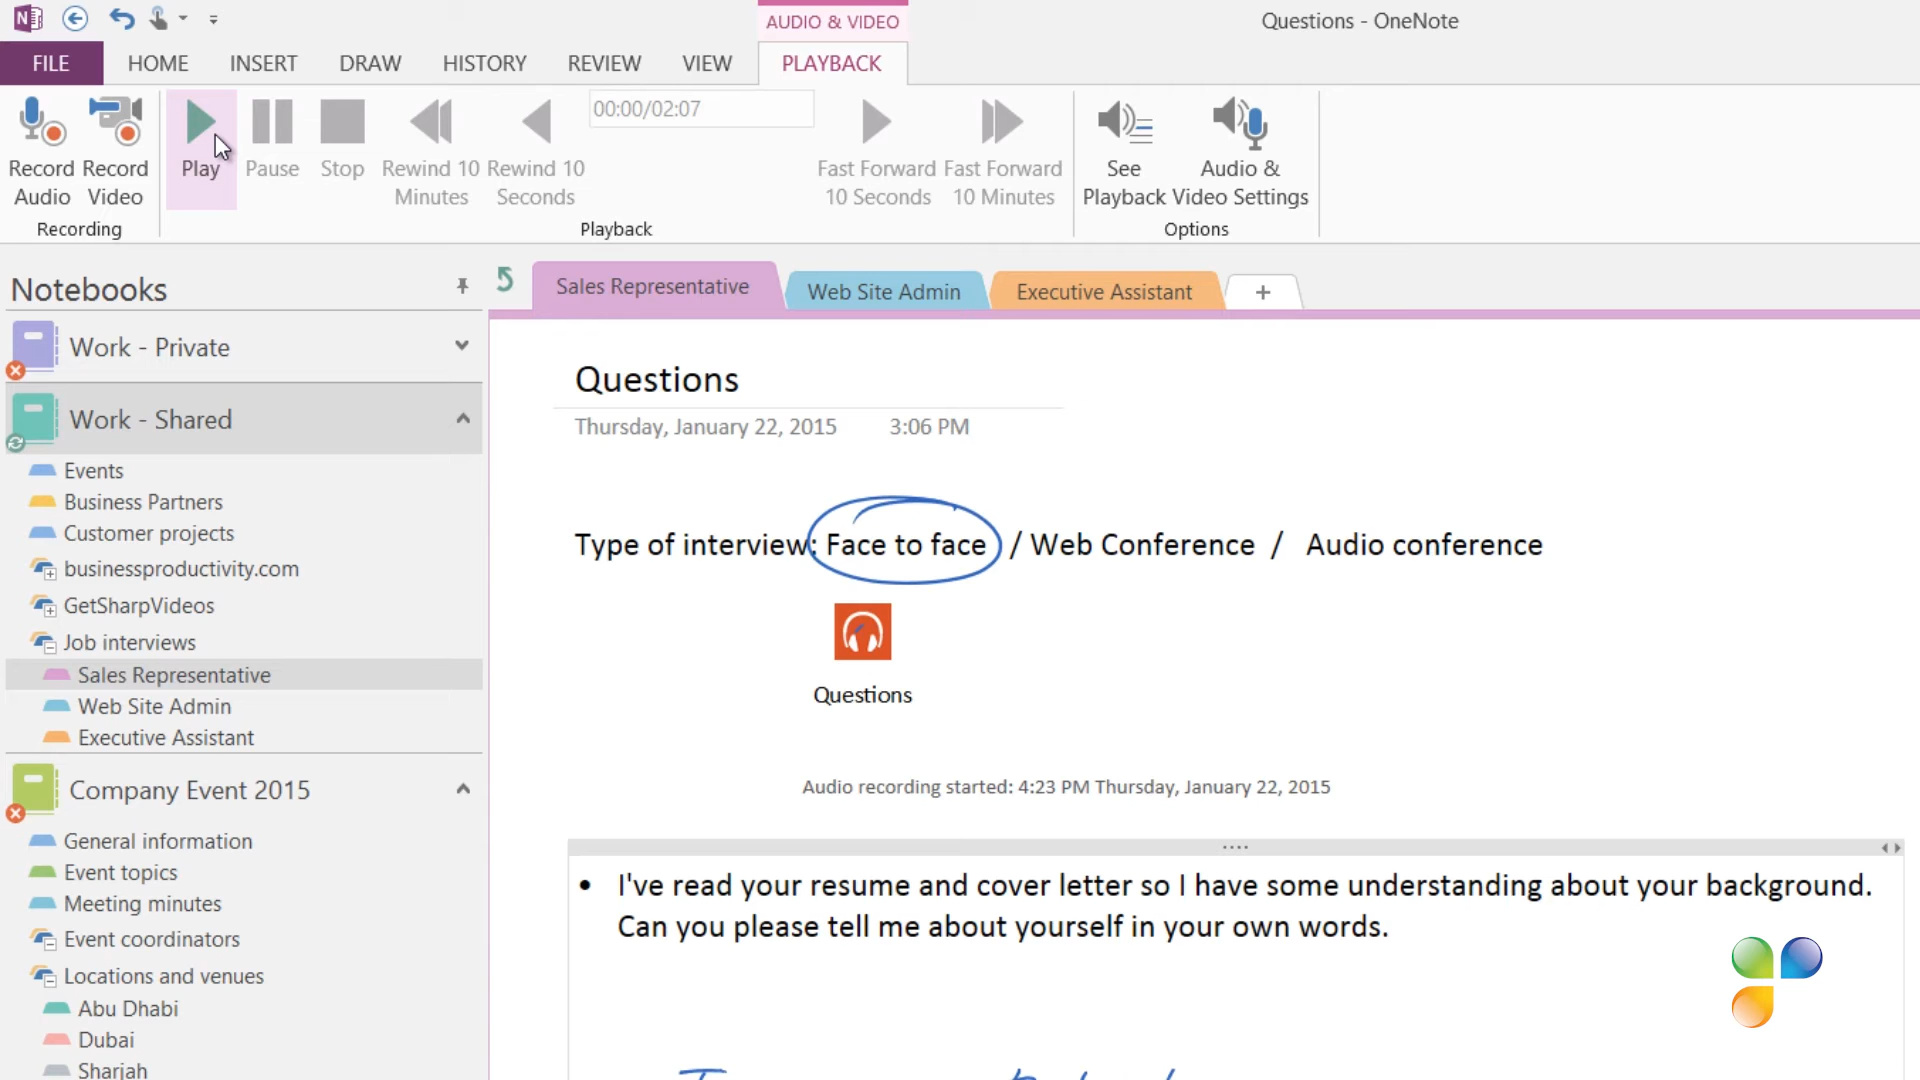 AUDIO & VIDEO
Questions - OneNote
FILE HOME INSERT DRAW HISTORY REVIEW VIEW PLAYBACK
Record Audio
Record Video
Recording
Play
Pause
Stop
Rewind 10 Minutes
Rewind 10 Seconds
00:00/02:07
Fast Forward 10 Seconds
Fast Forward 10 Minutes
Playback
See Playback
Audio & Video Settings
Options
Notebooks
Work - Private
Work - Shared
Events
Business Partners
Customer projects
businessproductivity.com
GetSharpVideos
Job interviews
Sales Representative
Web Site Admin
Executive Assistant
Company Event 2015
General information
Event topics
Meeting minutes
Event coordinators
Locations and venues
Abu Dhabi
Dubai
Sharjah
Sales Representative
Web Site Admin
Executive Assistant
+
Questions
Thursday, January 22, 2015 3:06 PM
Type of interview: Face to face / Web Conference / Audio conference
Questions
Audio recording started: 4:23 PM Thursday, January 22, 2015
• I've read your resume and cover letter so I have some understanding about your background.
Can you please tell me about yourself in your own words.